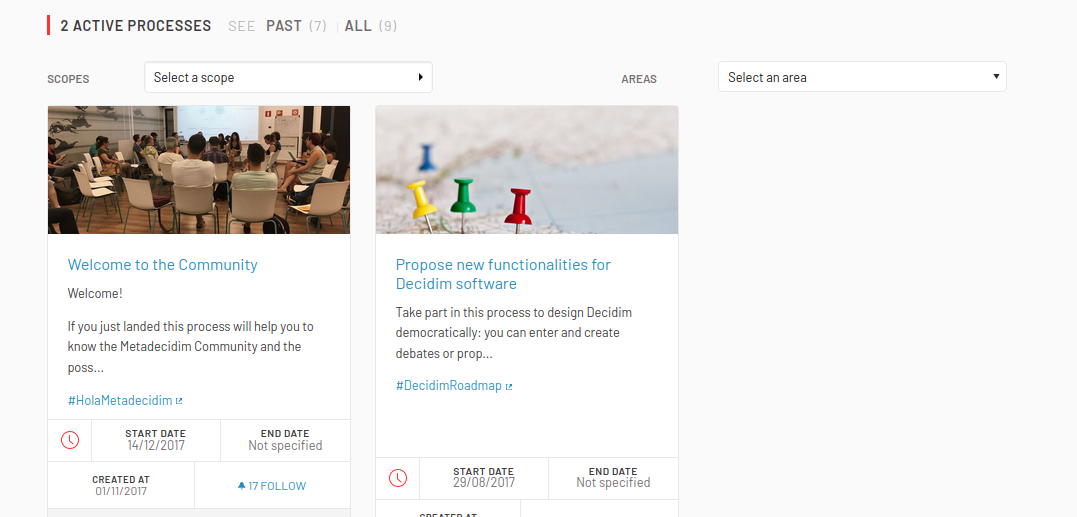 2 ACTIVE PROCESSES SEE PAST (7) ALL (9)
SCOPES Select a scope AREAS Select an area
Welcome to the Community
Welcome!
If you just landed this process will help you to
know the Metadecidim Community and the
poss...
#HolaMetadecidim
START DATE END DATE
14/12/2017 Not specified
CREATED AT
01/11/2017
17 FOLLOW
Propose new functionalities for
Decidim software
Take part in this process to design Decidim
democratically: you can enter and create
debates or prop...
#DecidimRoadmap
START DATE END DATE
29/08/2017 Not specified
CREATED AT